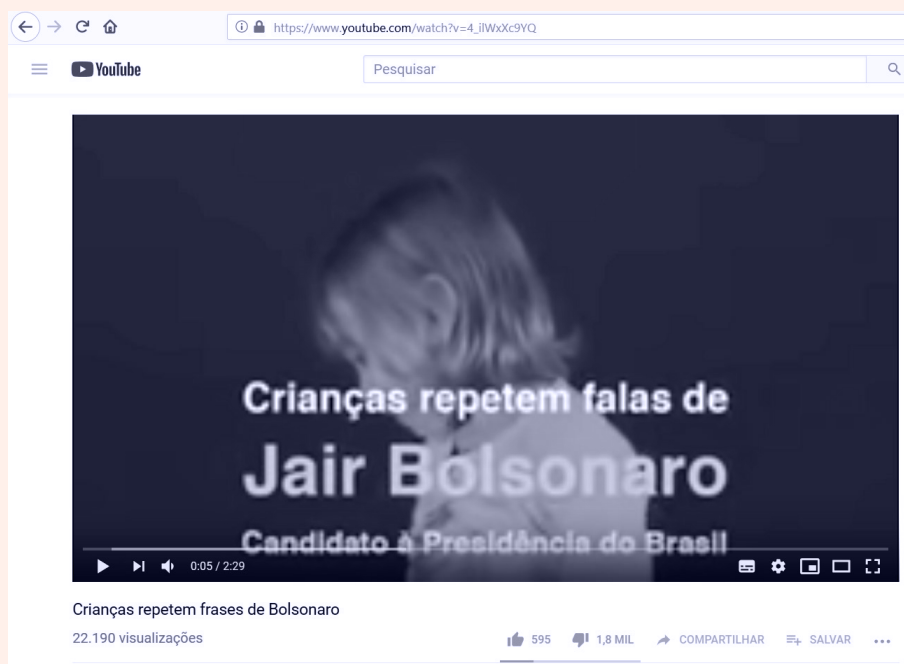 https://www.youtube.com/watch?v=4_ilWxXc9YQ
YouTube
Pesquisar
Crianças repetem falas de
Jair Bolsonaro
Candidato à Presidência do Brasil
0:05 / 2:29
Crianças repetem frases de Bolsonaro
22.190 visualizações
595
1,8 MIL
COMPARTILHAR
SALVAR